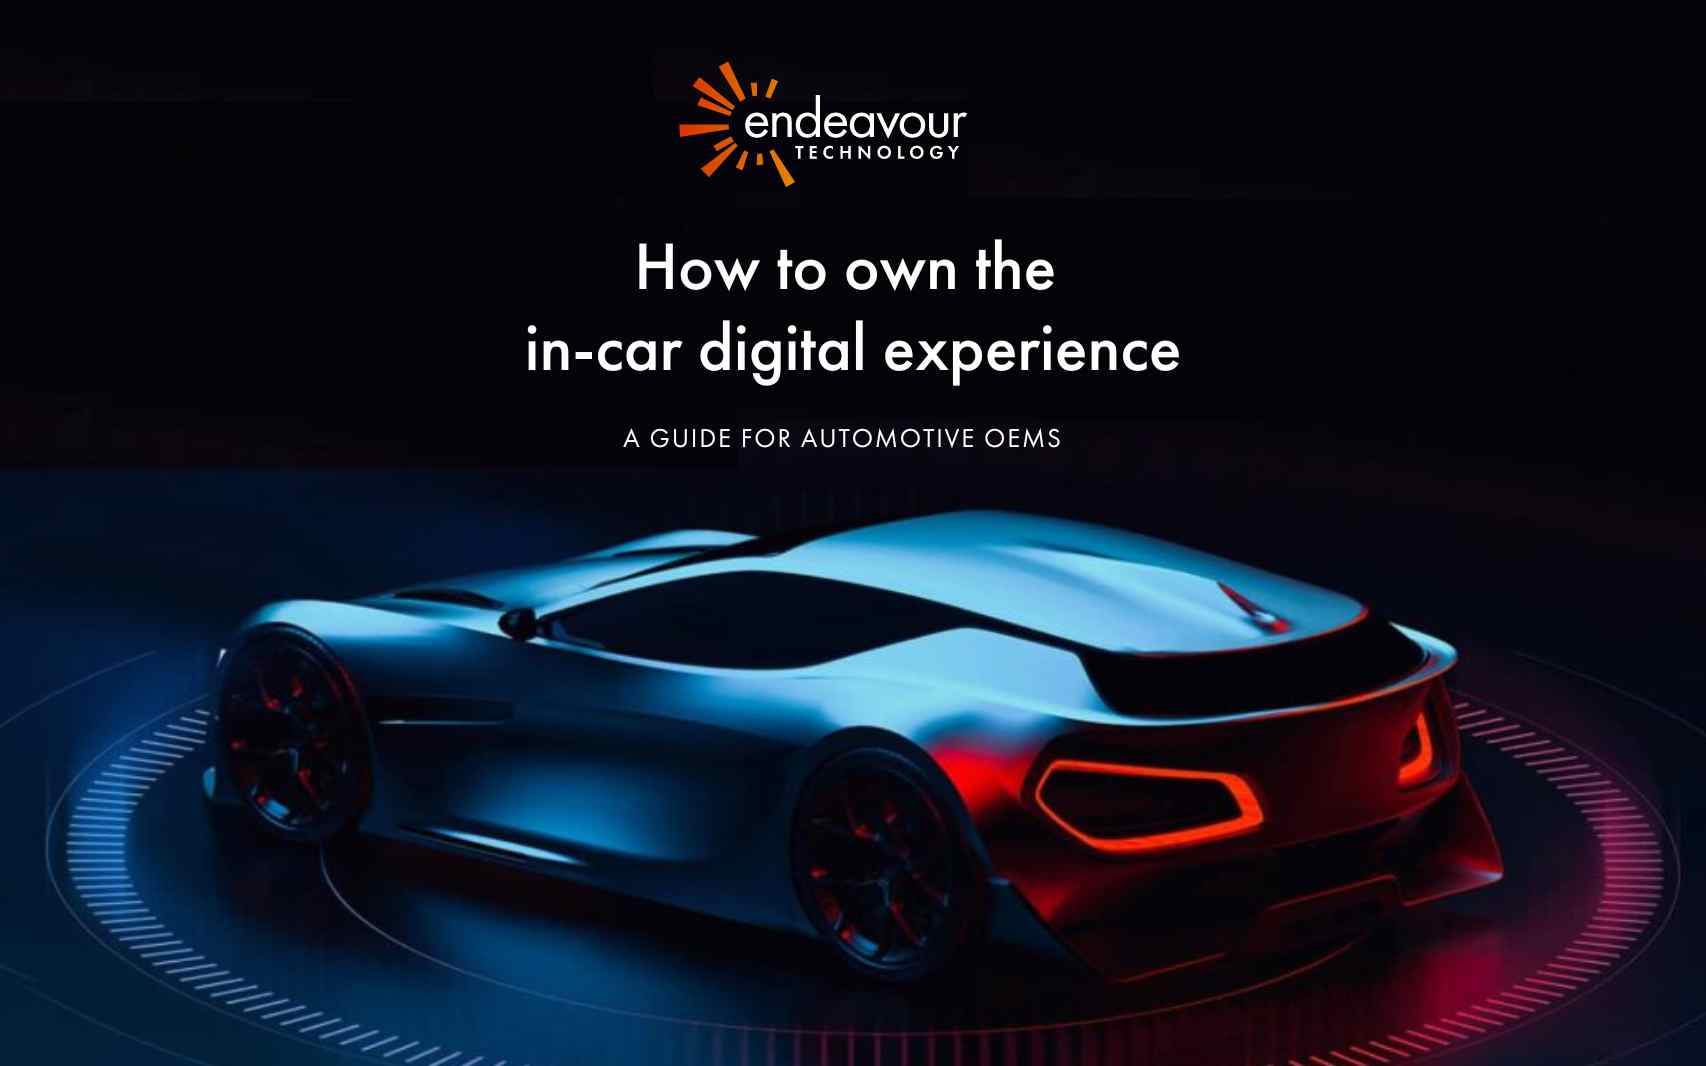 endeavour
TECHNOLOGY
How to own the
in-car digital experience
A GUIDE FOR AUTOMOTIVE OEMS